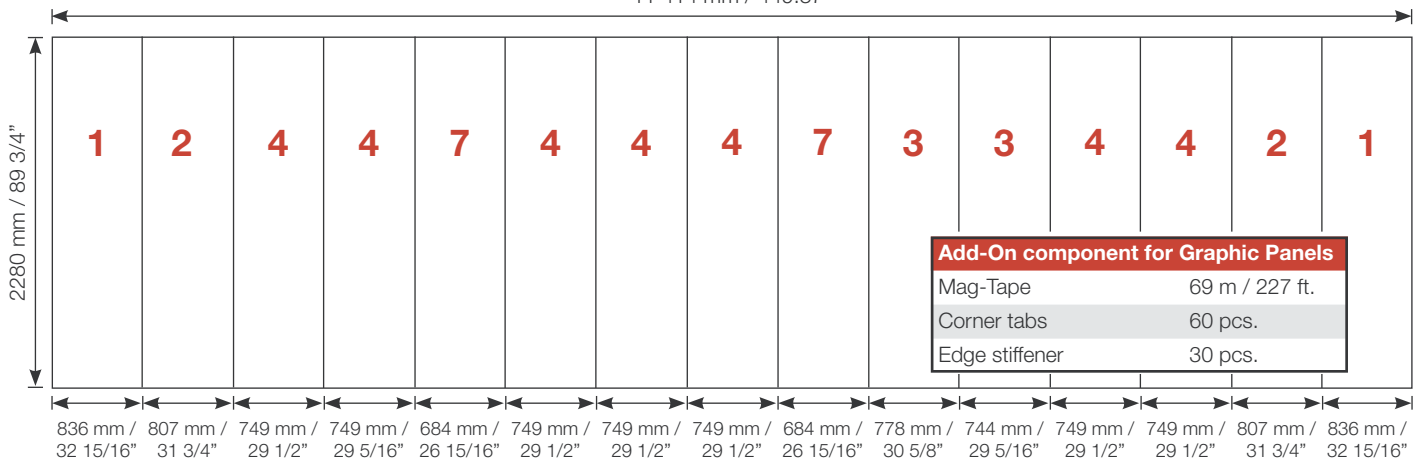 2280 mm / 89 3/4”
1 2 4 4 7 4 4 4 7 3 3 4 4 2 1
Add-On component for Graphic Panels
Mag-Tape 69 m / 227 ft.
Corner tabs 60 pcs.
Edge stiffener 30 pcs.
836 mm / 807 mm / 749 mm / 749 mm / 684 mm / 749 mm / 749 mm / 749 mm / 684 mm / 778 mm / 744 mm / 749 mm / 749 mm / 807 mm / 836 mm /
32 15/16” 31 3/4” 29 1/2” 29 5/16” 26 15/16” 29 1/2” 29 1/2” 29 1/2” 26 15/16” 30 5/8” 29 5/16” 29 1/2” 29 1/2” 31 3/4” 32 15/16”